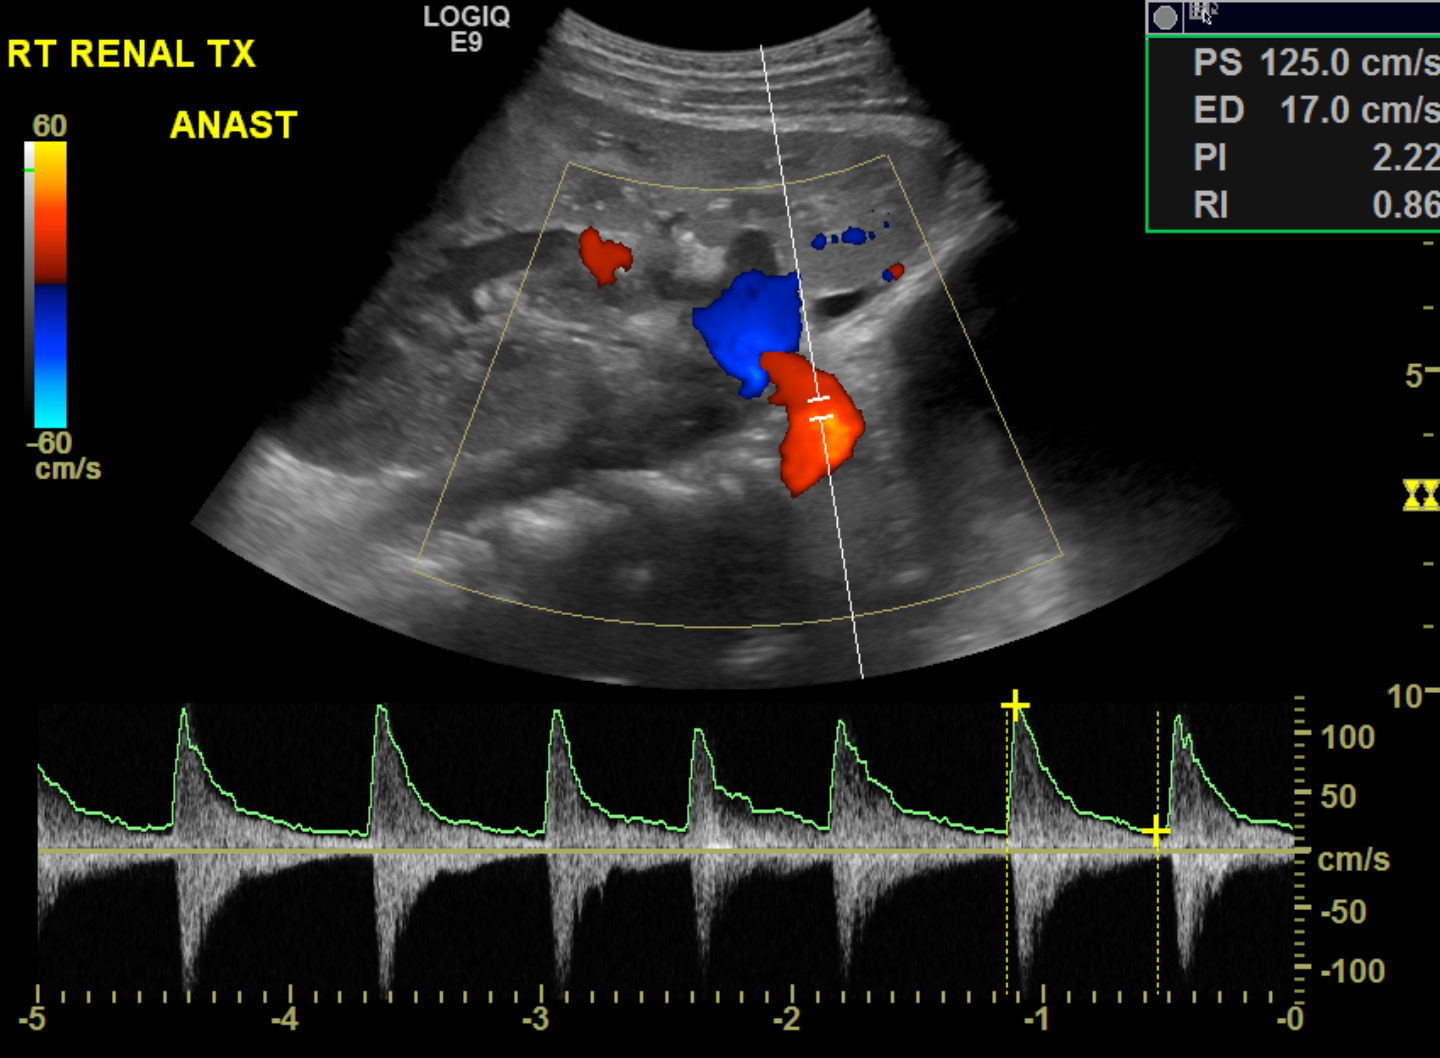 LOGIQ
E9
RT RENAL TX
ANAST
60
-60
cm/s
PS 125.0 cm/s
ED 17.0 cm/s
PI 2.22
RI 0.86
5
10
100
50
cm/s
-50
-100
-5 -4 -3 -2 -1 -0